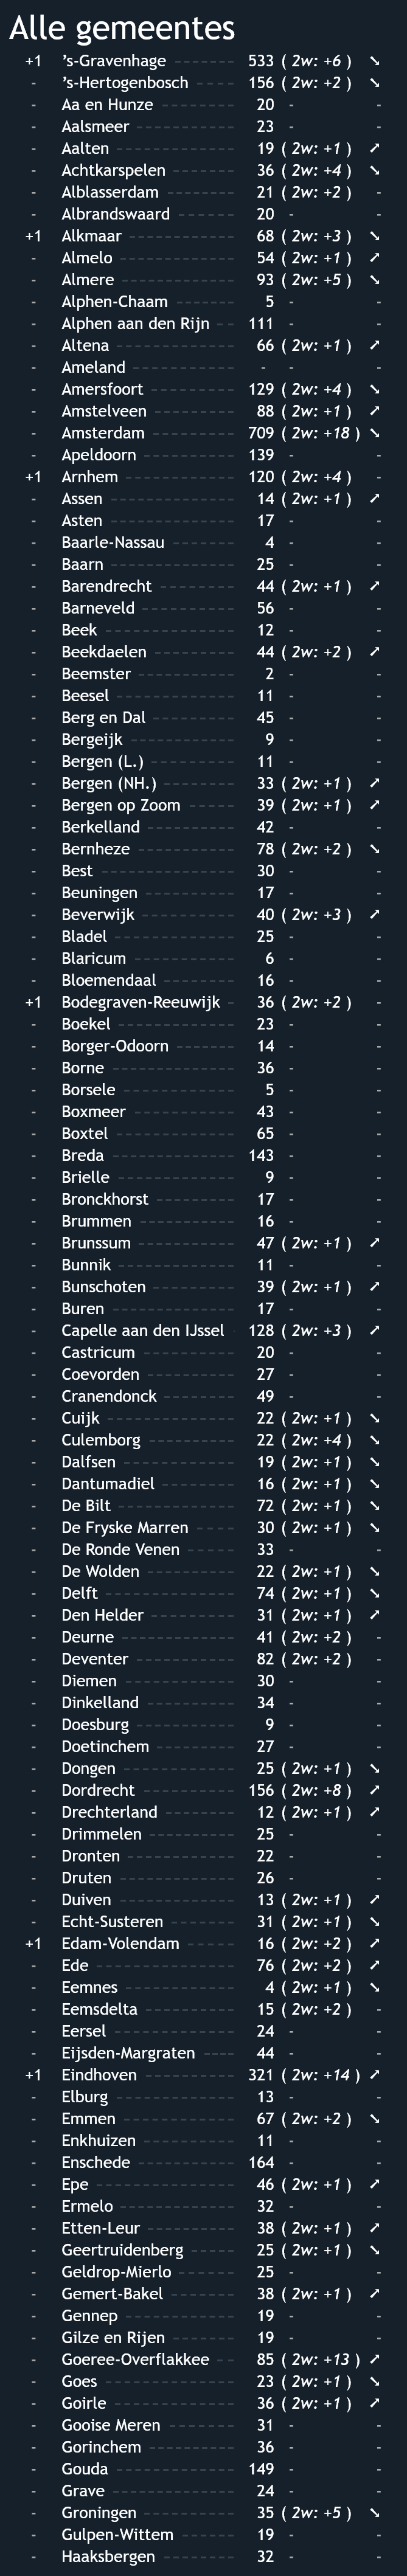 Alle gemeentes
+1 ’s-Gravenhage 533 ( 2w: +6 ) ➘
- ’s-Hertogenbosch 156 ( 2w: +2 ) ➘
- Aa en Hunze 20 - -
- Aalsmeer 23 - -
- Aalten 19 ( 2w: +1 ) ➚
- Achtkarspelen 36 ( 2w: +4 ) ➘
- Alblasserdam 21 ( 2w: +2 ) -
- Albrandswaard 20 - -
+1 Alkmaar 68 ( 2w: +3 ) ➘
- Almelo 54 ( 2w: +1 ) ➚
- Almere 93 ( 2w: +5 ) ➘
- Alphen-Chaam 5 - -
- Alphen aan den Rijn 111 - -
- Altena 66 ( 2w: +1 ) ➚
- Ameland - - -
- Amersfoort 129 ( 2w: +4 ) ➘
- Amstelveen 88 ( 2w: +1 ) ➚
- Amsterdam 709 ( 2w: +18 ) ➘
- Apeldoorn 139 - -
+1 Arnhem 120 ( 2w: +4 ) -
- Assen 14 ( 2w: +1 ) ➚
- Asten 17 - -
- Baarle-Nassau 4 - -
- Baarn 25 - -
- Barendrecht 44 ( 2w: +1 ) ➚
- Barneveld 56 - -
- Beek 12 - -
- Beekdaelen 44 ( 2w: +2 ) ➚
- Beemster 2 - -
- Beesel 11 - -
- Berg en Dal 45 - -
- Bergeijk 9 - -
- Bergen (L.) 11 - -
- Bergen (NH.) 33 ( 2w: +1 ) ➚
- Bergen op Zoom 39 ( 2w: +1 ) ➚
- Berkelland 42 - -
- Bernheze 78 ( 2w: +2 ) ➘
- Best 30 - -
- Beuningen 17 - -
- Beverwijk 40 ( 2w: +3 ) ➚
- Bladel 25 - -
- Blaricum 6 - -
- Bloemendaal 16 - -
+1 Bodegraven-Reeuwijk 36 ( 2w: +2 ) -
- Boekel 23 - -
- Borger-Odoorn 14 - -
- Borne 36 - -
- Borsele 5 - -
- Boxmeer 43 - -
- Boxtel 65 - -
- Breda 143 - -
- Brielle 9 - -
- Bronckhorst 17 - -
- Brummen 16 - -
- Brunssum 47 ( 2w: +1 ) ➚
- Bunnik 11 - -
- Bunschoten 39 ( 2w: +1 ) ➚
- Buren 17 - -
- Capelle aan den IJssel 128 ( 2w: +3 ) ➚
- Castricum 20 - -
- Coevorden 27 - -
- Cranendonck 49 - -
- Cuijk 22 ( 2w: +1 ) ➘
- Culemborg 22 ( 2w: +4 ) ➘
- Dalfsen 19 ( 2w: +1 ) ➘
- Dantumadiel 16 ( 2w: +1 ) ➘
- De Bilt 72 ( 2w: +1 ) ➘
- De Fryske Marren 30 ( 2w: +1 ) ➘
- De Ronde Venen 33 - -
- De Wolden 22 ( 2w: +1 ) ➘
- Delft 74 ( 2w: +1 ) ➘
- Den Helder 31 ( 2w: +1 ) ➚
- Deurne 41 ( 2w: +2 ) -
- Deventer 82 ( 2w: +2 ) -
- Diemen 30 - -
- Dinkelland 34 - -
- Doesburg 9 - -
- Doetinchem 27 - -
- Dongen 25 ( 2w: +1 ) ➘
- Dordrecht 156 ( 2w: +8 ) ➚
- Drechterland 12 ( 2w: +1 ) ➚
- Drimmelen 25 - -
- Dronten 22 - -
- Druten 26 - -
- Duiven 13 ( 2w: +1 ) ➚
- Echt-Susteren 31 ( 2w: +1 ) ➘
+1 Edam-Volendam 16 ( 2w: +2 ) ➚
- Ede 76 ( 2w: +2 ) ➚
- Eemnes 4 ( 2w: +1 ) ➘
- Eemsdelta 15 ( 2w: +2 ) -
- Eersel 24 - -
- Eijsden-Margraten 44 - -
+1 Eindhoven 321 ( 2w: +14 ) ➚
- Elburg 13 - -
- Emmen 67 ( 2w: +2 ) ➘
- Enkhuizen 11 - -
- Enschede 164 - -
- Epe 46 ( 2w: +1 ) ➚
- Ermelo 32 - -
- Etten-Leur 38 ( 2w: +1 ) ➚
- Geertruidenberg 25 ( 2w: +1 ) ➘
- Geldrop-Mierlo 25 - -
- Gemert-Bakel 38 ( 2w: +1 ) ➚
- Gennep 19 - -
- Gilze en Rijen 19 - -
- Goeree-Overflakkee 85 ( 2w: +13 ) ➚
- Goes 23 ( 2w: +1 ) ➘
- Goirle 36 ( 2w: +1 ) ➚
- Gooise Meren 31 - -
- Gorinchem 36 - -
- Gouda 149 - -
- Grave 24 - -
- Groningen 35 ( 2w: +5 ) ➘
- Gulpen-Wittem 19 - -
- Haaksbergen 32 - -